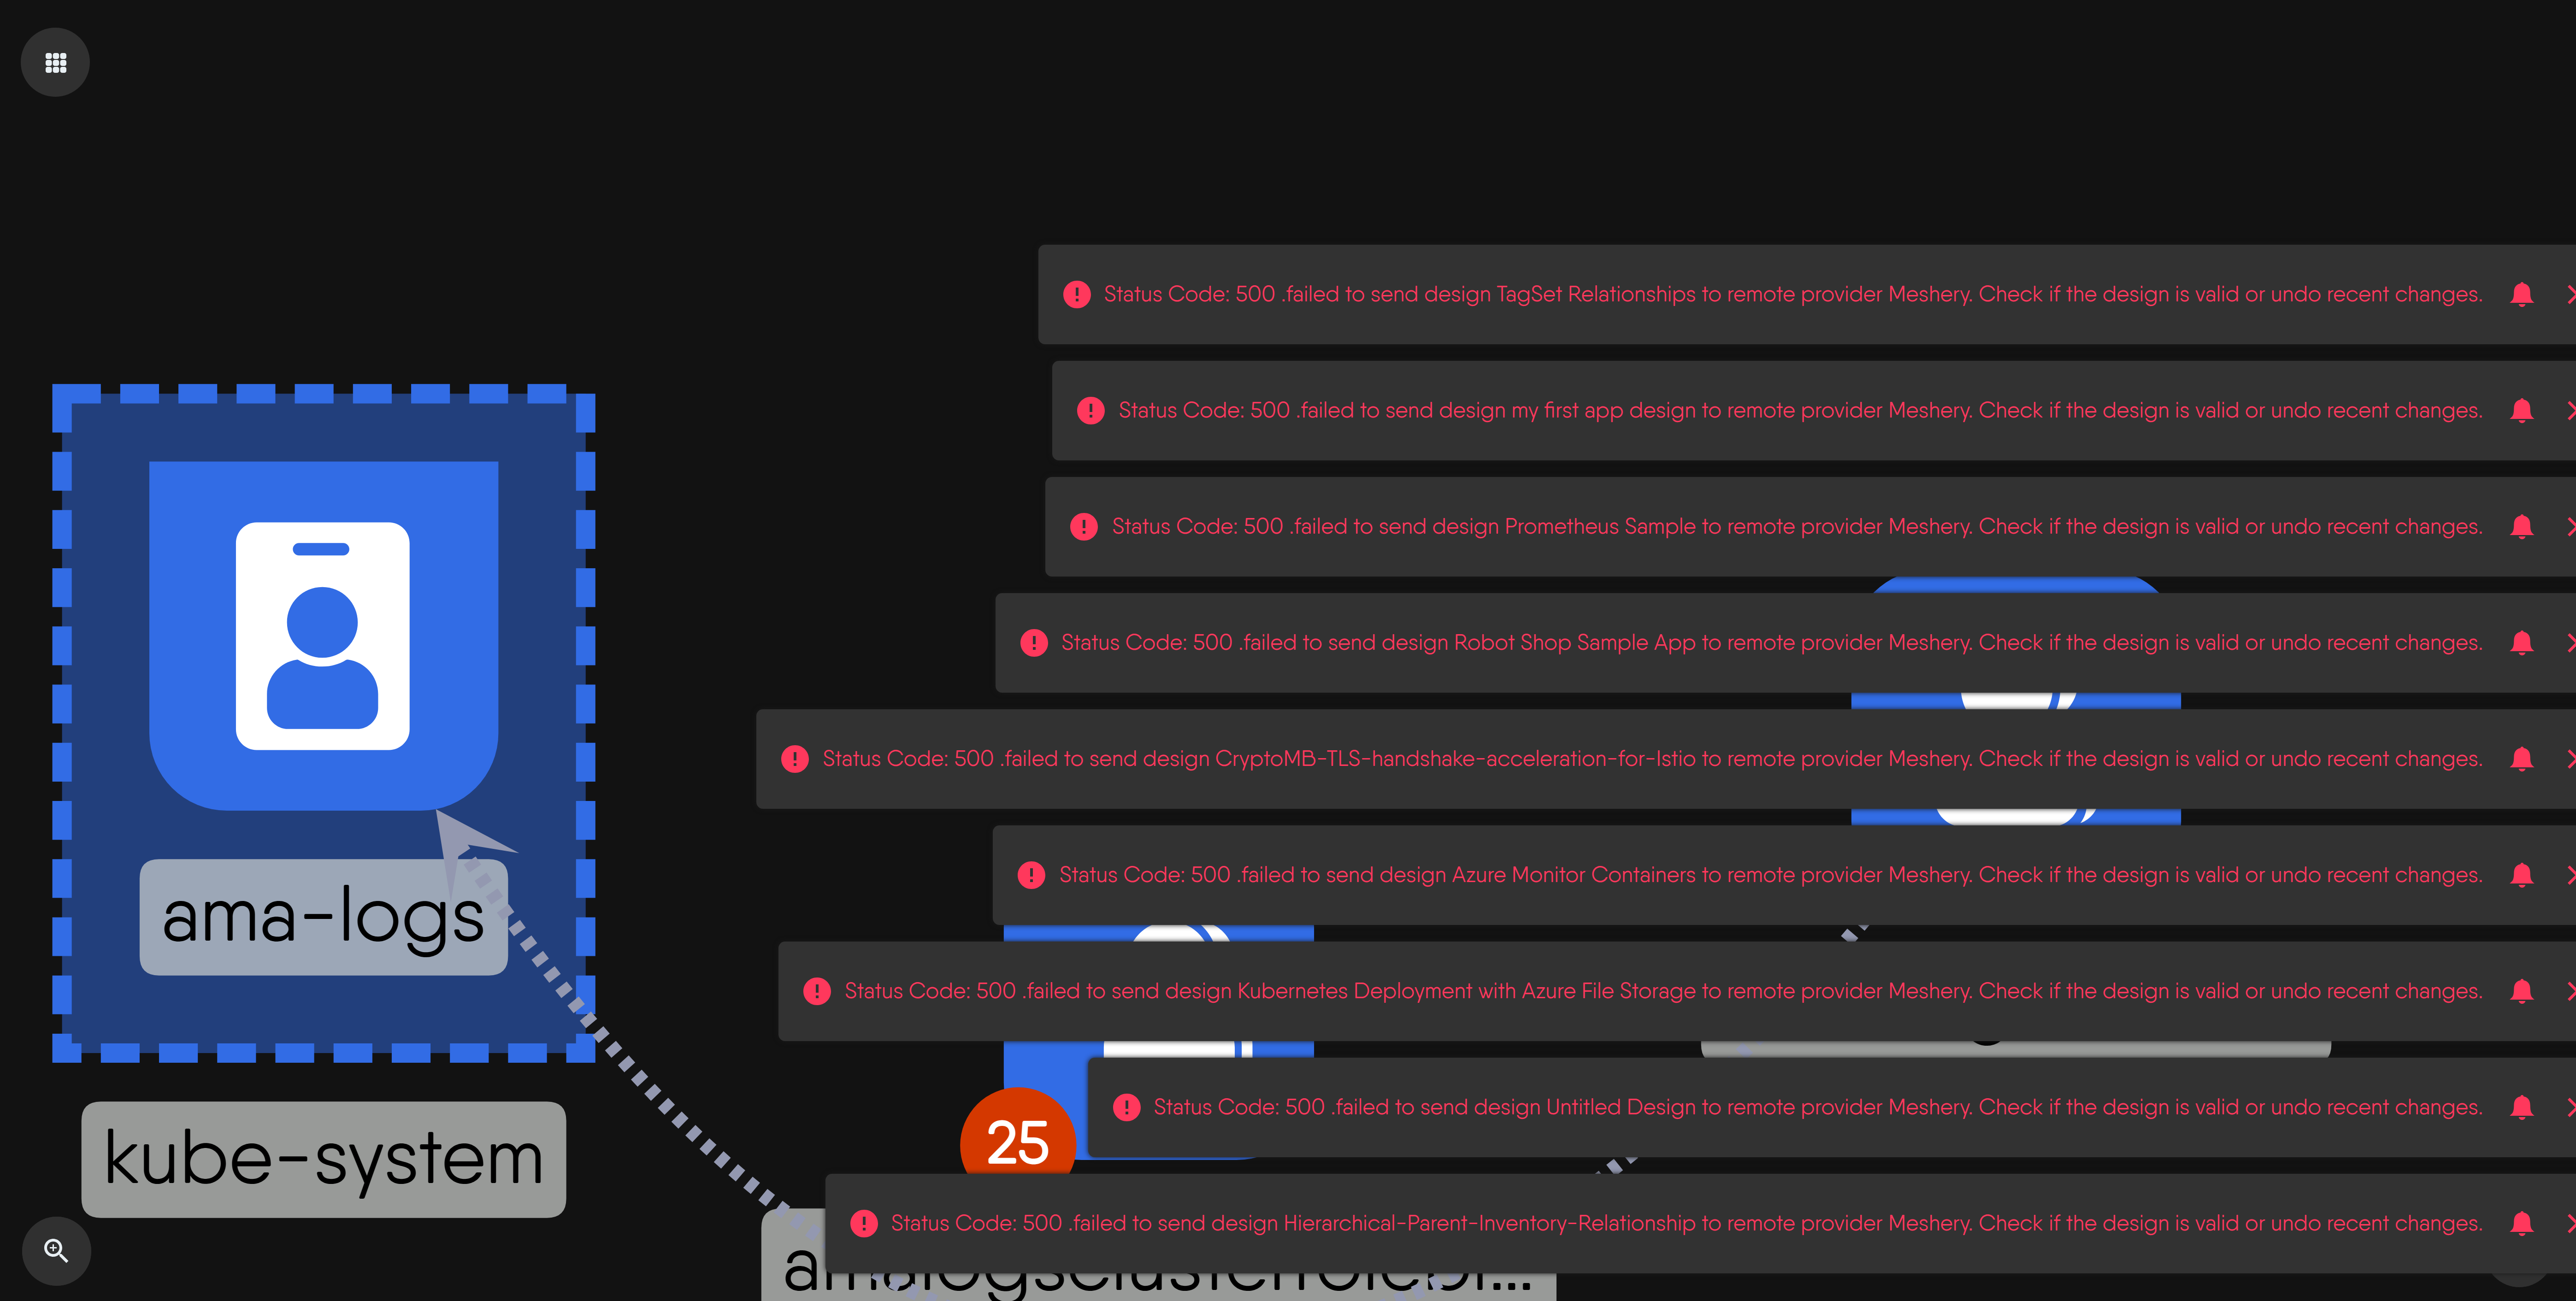 Status Code: 500 .failed to send design TagSet Relationships to remote provider Meshery. Check if the design is valid or undo recent changes.
Status Code: 500 .failed to send design my first app design to remote provider Meshery. Check if the design is valid or undo recent changes.
Status Code: 500 .failed to send design Prometheus Sample to remote provider Meshery. Check if the design is valid or undo recent changes.
Status Code: 500 .failed to send design Robot Shop Sample App to remote provider Meshery. Check if the design is valid or undo recent changes.
Status Code: 500 .failed to send design CryptoMB-TLS-handshake-acceleration-for-Istio to remote provider Meshery. Check if the design is valid or undo recent changes.
Status Code: 500 .failed to send design Azure Monitor Containers to remote provider Meshery. Check if the design is valid or undo recent changes.
ama-logs
Status Code: 500 .failed to send design Kubernetes Deployment with Azure File Storage to remote provider Meshery. Check if the design is valid or undo recent changes.
Status Code: 500 .failed to send design Untitled Design to remote provider Meshery. Check if the design is valid or undo recent changes.
25
kube-system
Status Code: 500 .failed to send design Hierarchical-Parent-Inventory-Relationship to remote provider Meshery. Check if the design is valid or undo recent changes.